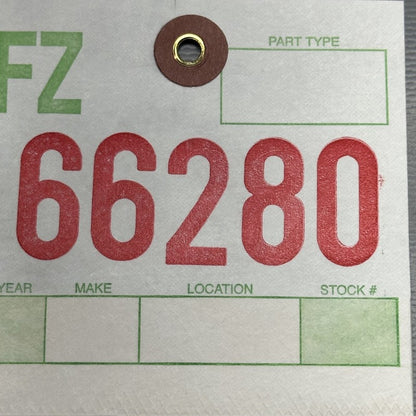 FZ
PART TYPE
66280
YEAR MAKE LOCATION STOCK #